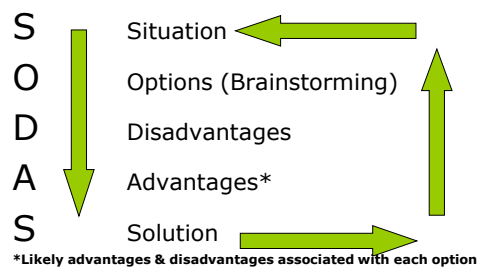 S Situation
O Options (Brainstorming)
D Disadvantages
A Advantages*
S Solution
*Likely advantages & disadvantages associated with each option